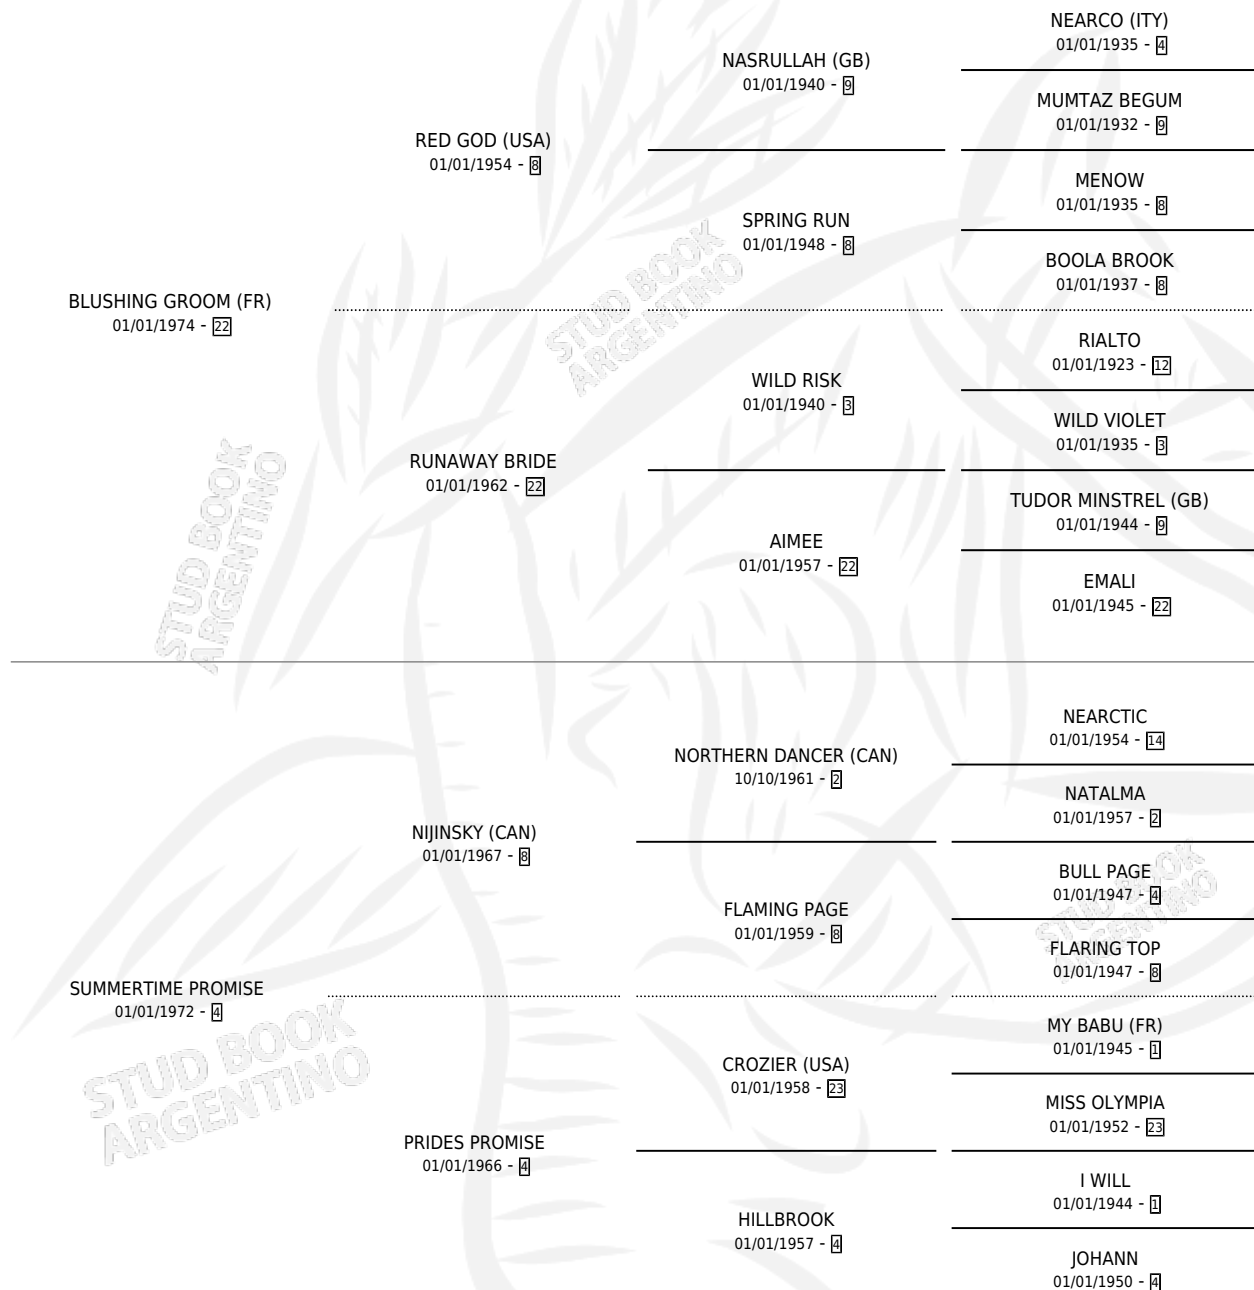 NEARCO (ITY)
01/01/1935 - 4
NASRULLAH (GB)
01/01/1940 - 9
MUMTAZ BEGUM
01/01/1932 - 9
RED GOD (USA)
01/01/1954 - 8
MENOW
01/01/1935 - 8
SPRING RUN
01/01/1948 - 8
BOOLA BROOK
01/01/1937 - 8
BLUSHING GROOM (FR)
01/01/1974 - 22
RIALTO
01/01/1923 - 12
WILD RISK
01/01/1940 - 3
WILD VIOLET
01/01/1935 - 3
RUNAWAY BRIDE
01/01/1962 - 22
TUDOR MINSTREL (GB)
01/01/1944 - 9
AIMEE
01/01/1957 - 22
EMALI
01/01/1945 - 22
NEARCTIC
01/01/1954 - 14
NORTHERN DANCER (CAN)
10/10/1961 - 2
NATALMA
01/01/1957 - 2
NIJINSKY (CAN)
01/01/1967 - 8
BULL PAGE
01/01/1947 - 4
FLAMING PAGE
01/01/1959 - 8
FLARING TOP
01/01/1947 - 8
SUMMERTIME PROMISE
01/01/1972 - 4
MY BABU (FR)
01/01/1945 - 1
CROZIER (USA)
01/01/1958 - 23
MISS OLYMPIA
01/01/1952 - 23
PRIDES PROMISE
01/01/1966 - 4
I WILL
01/01/1944 - 1
HILLBROOK
01/01/1957 - 4
JOHANN
01/01/1950 - 4
STUD BOOK
ARGENTINO
STUD BOOK
ARGENTINO
STUD BOOK
ARGENTINO
STUD BOOK
ARGENTINO